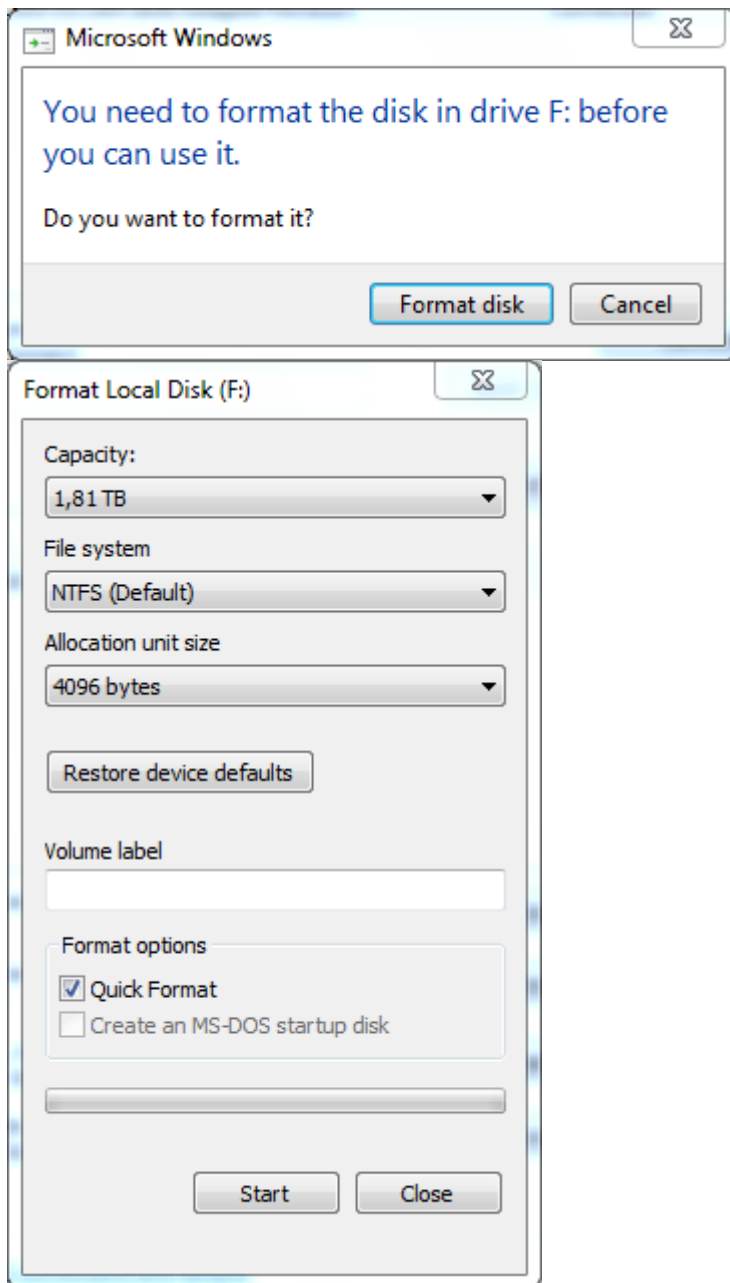 Microsoft Windows
You need to format the disk in drive F: before
you can use it.
Do you want to format it?
Format disk
Cancel
Format Local Disk (F:)
Capacity:
1,81 TB
File system
NTFS (Default)
Allocation unit size
4096 bytes
Restore device defaults
Volume label
Format options
Quick Format
Create an MS-DOS startup disk
Start
Close